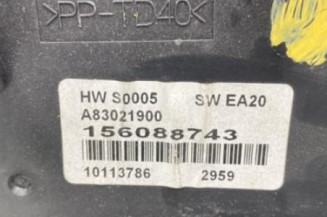 >PP-TD40<
HW S0005 SW EA20
A83021900
156088743
10113786 2959